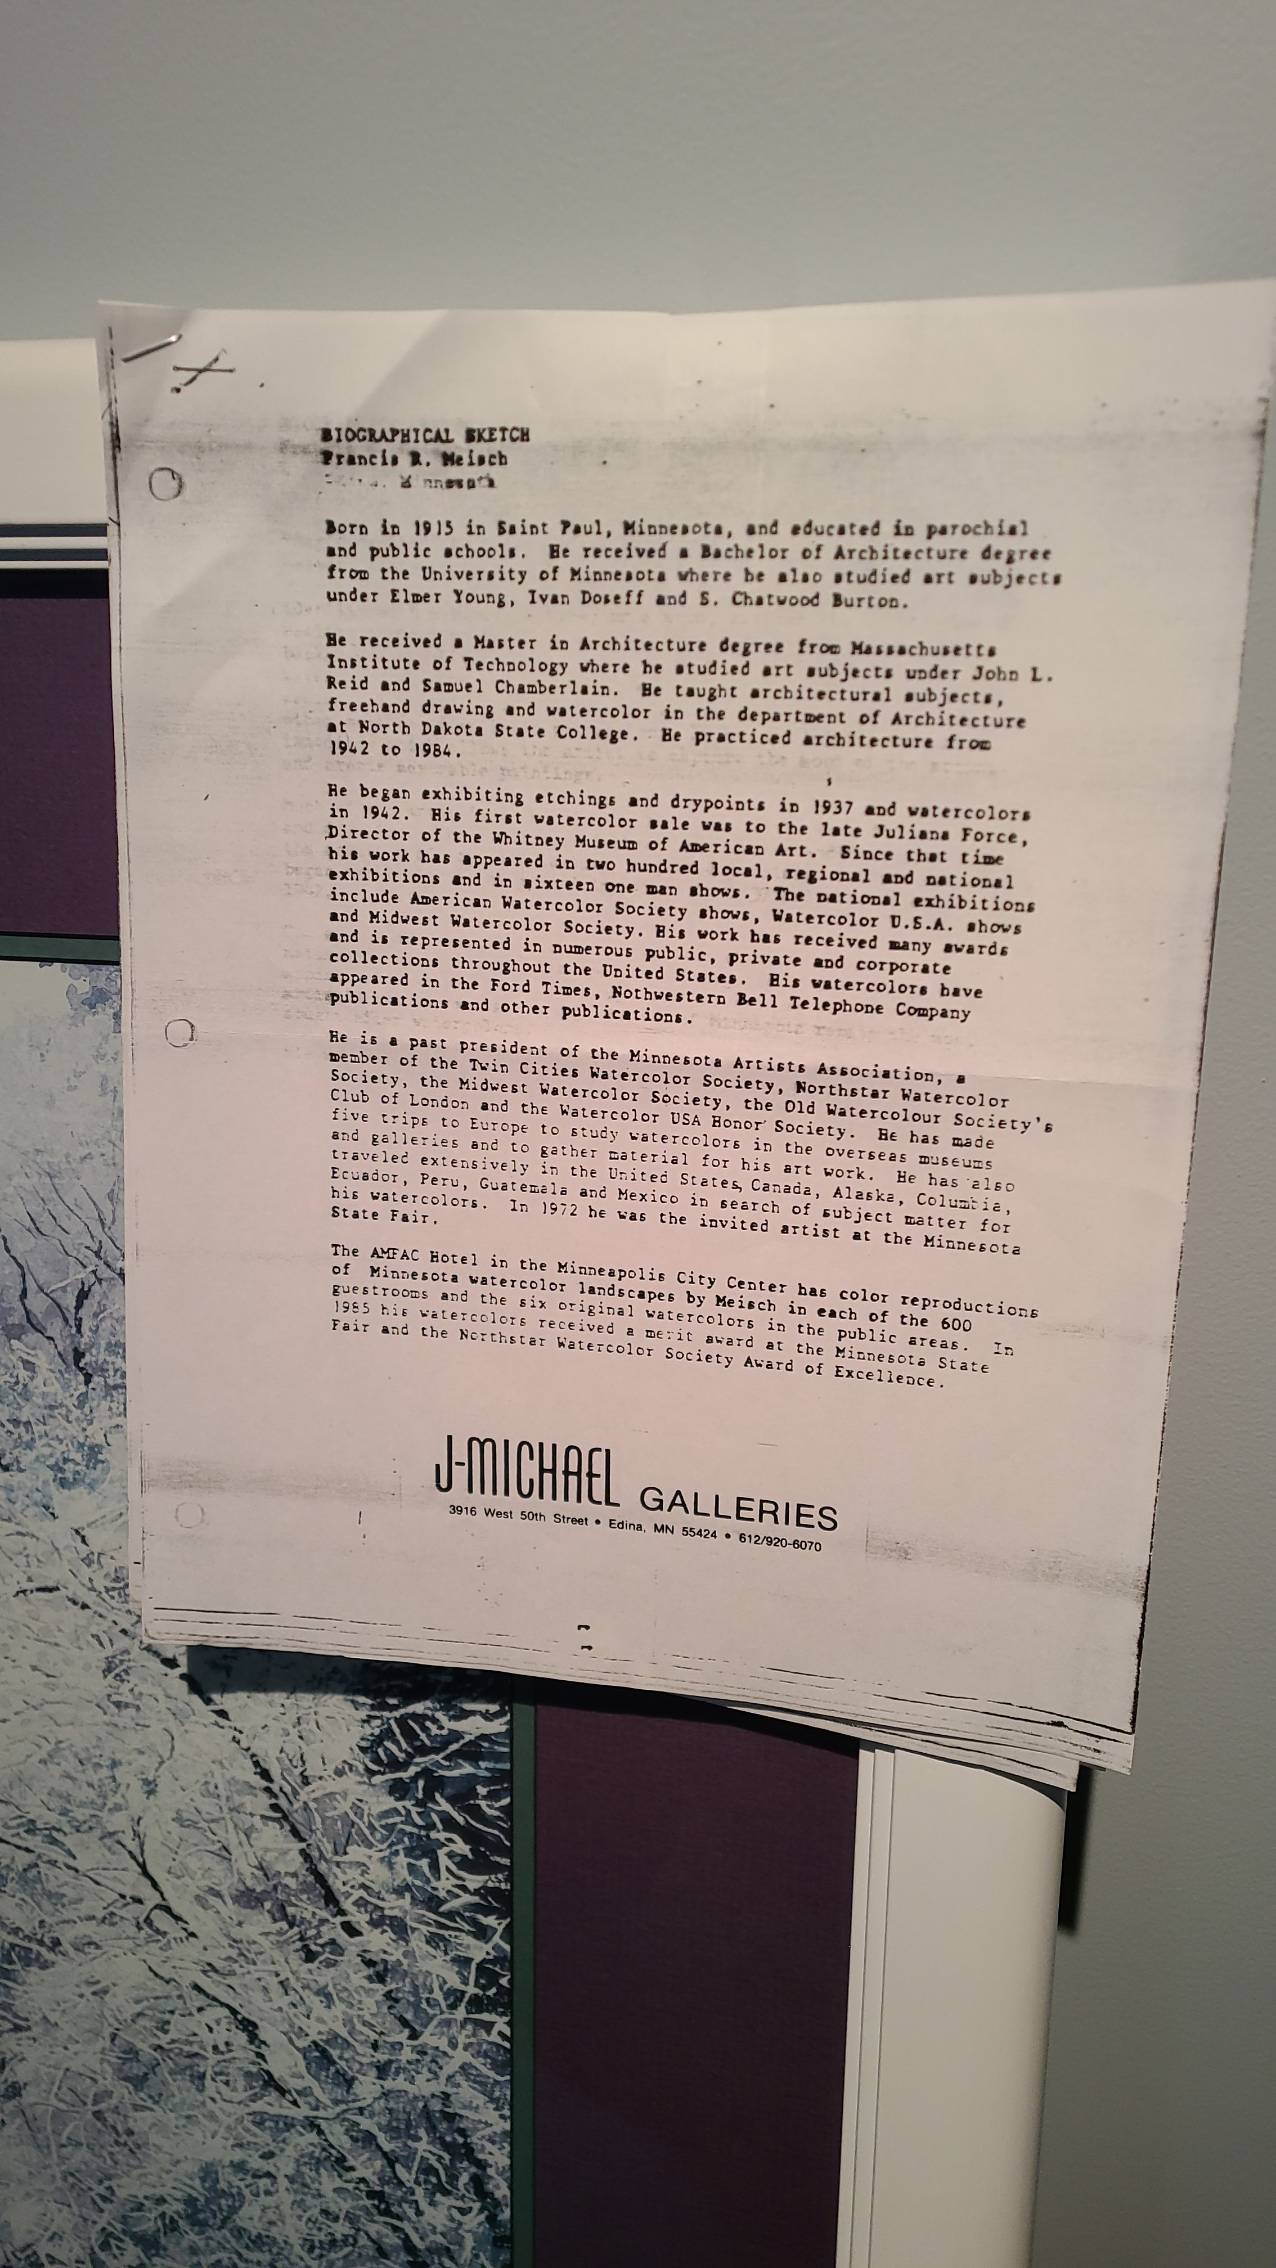 BIOGRAPHICAL SKETCH
Francis R. Meisch
Minnesota
Born in 1915 in Saint Paul, Minnesota, and educated in parochial
and public schools. He received a Bachelor of Architecture degree
from the University of Minnesota where he also studied art subjects
under Elmer Young, Ivan Doseff and S. Chatwood Burton.
He received a Master in Architecture degree from Massachusetts
Institute of Technology where he studied art subjects under John L.
Reid and Samuel Chamberlain. He taught architectural subjects,
freehand drawing and watercolor in the department of Architecture
at North Dakota State College. He practiced architecture from
1942 to 1984.
He began exhibiting etchings and drypoints in 1937 and watercolors
in 1942. His first watercolor sale was to the late Juliana Force,
Director of the Whitney Museum of American Art. Since that time
his work has appeared in two hundred local, regional and national
exhibitions and in sixteen one man shows. The national exhibitions
include American Watercolor Society shows, Watercolor U.S.A. shows
and Midwest Watercolor Society. His work has received many awards
and is represented in numerous public, private and corporate
collections throughout the United States. His watercolors have
appeared in the Ford Times, Nothwestern Bell Telephone Company
publications and other publications.
He is a past president of the Minnesota Artists Association, a
member of the Twin Cities Watercolor Society, Northstar Watercolor
Society, the Midwest Watercolor Society, the Old Watercolour Society's
Club of London and the Watercolor USA Honor Society. He has made
five trips to Europe to study watercolors in the overseas museums
and galleries and to gather material for his art work. He has also
traveled extensively in the United States, Canada, Alaska, Columbia,
Ecuador, Peru, Guatemala and Mexico in search of subject matter for
his watercolors. In 1972 he was the invited artist at the Minnesota
State Fair.
The AMFAC Hotel in the Minneapolis City Center has color reproductions
of Minnesota watercolor landscapes by Meisch in each of the 600
guestrooms and the six original watercolors in the public areas. In
1985 his watercolors received a merit award at the Minnesota State
Fair and the Northstar Watercolor Society Award of Excellence.
J-MICHAEL GALLERIES
3916 West 50th Street • Edina, MN 55424 • 612/920-6070